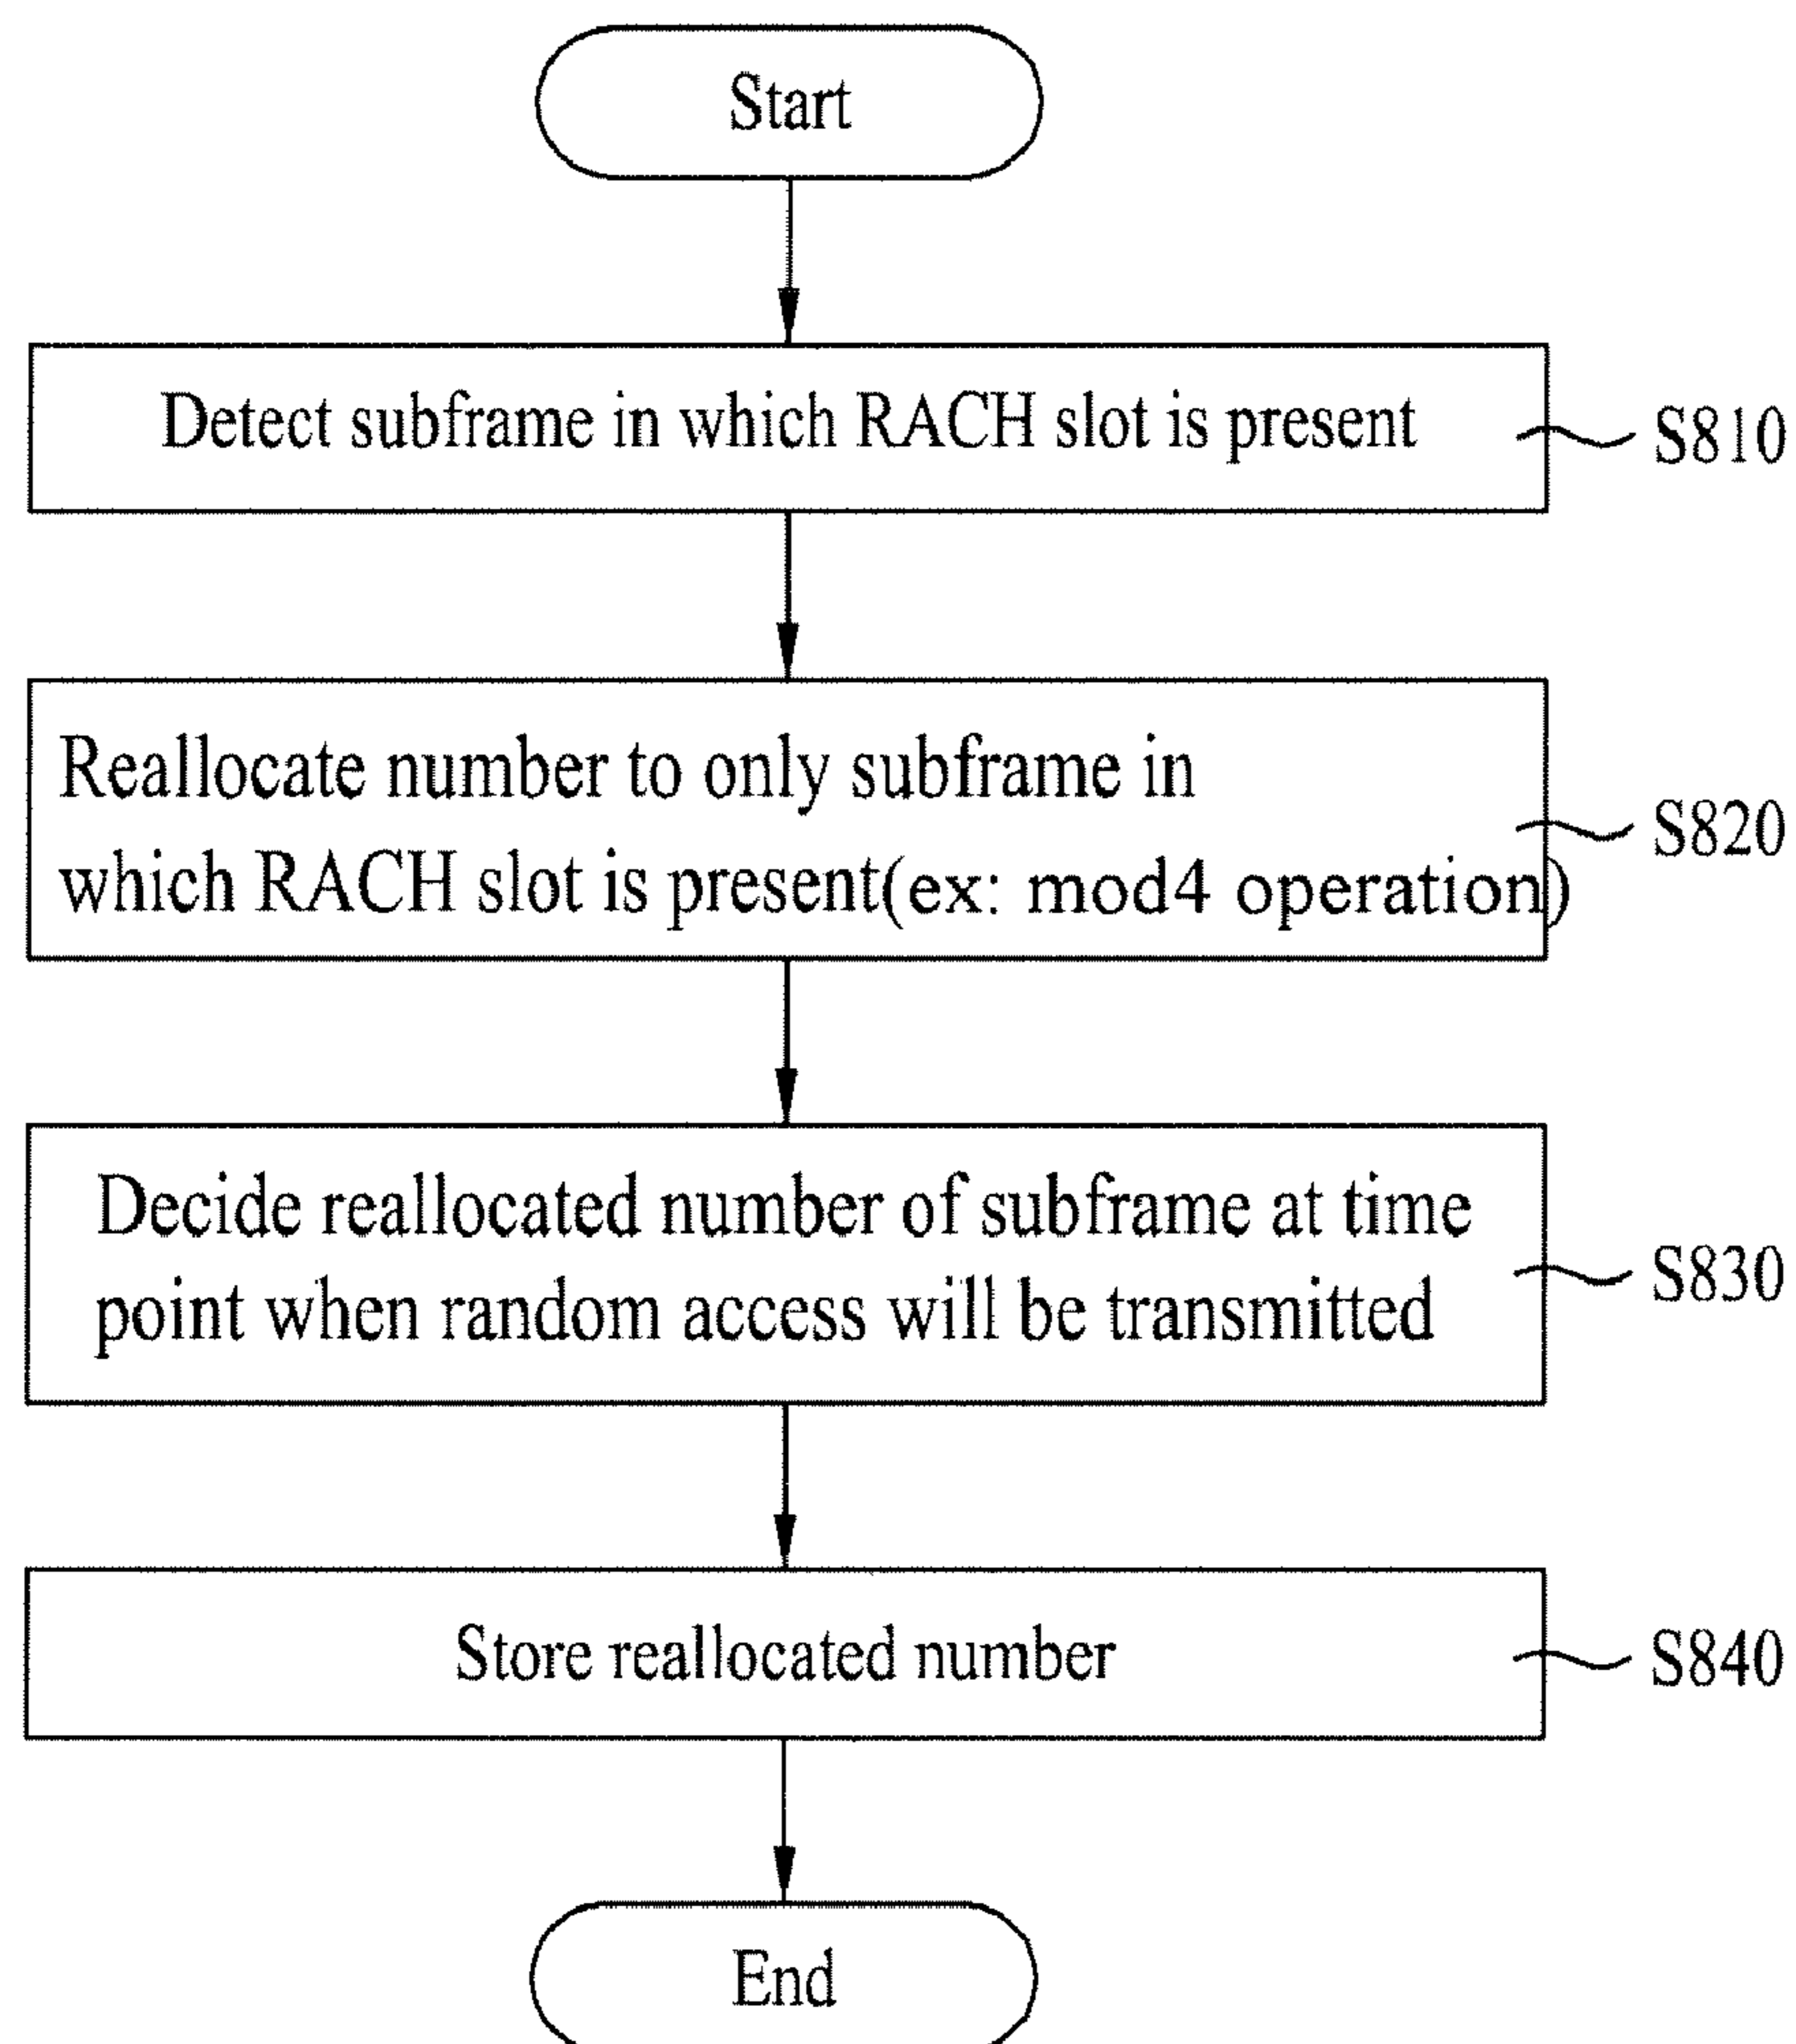 Start
Detect subframe in which RACH slot is present
S810
Reallocate number to only subframe in
which RACH slot is present(ex: mod4 operation)
S820
Decide reallocated number of subframe at time
point when random access will be transmitted
S830
Store reallocated number
S840
End